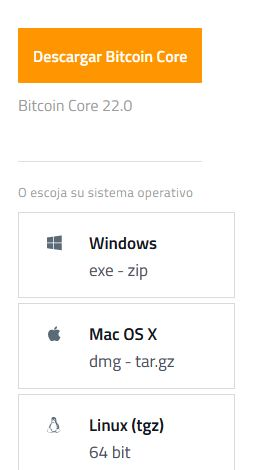 Descargar Bitcoin Core
Bitcoin Core 22.0
O escoja su sistema operativo
Windows
exe - zip
Mac OS X
dmg - tar.gz
Linux (tgz)
64 bit